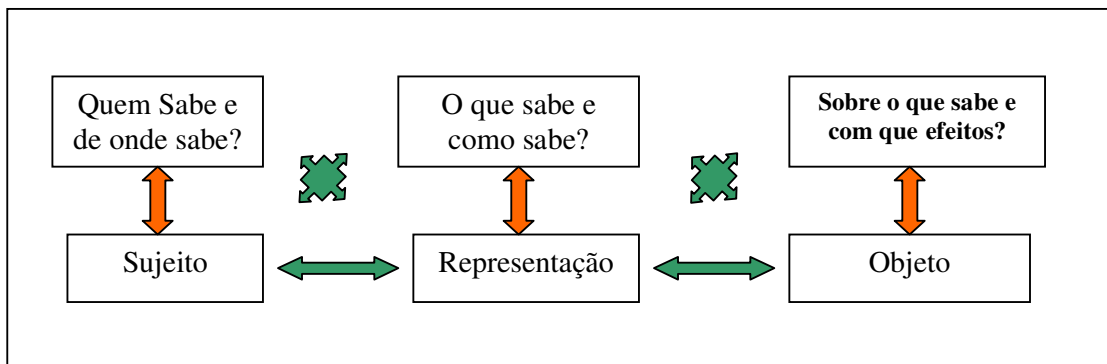 Quem Sabe e
de onde sabe?
O que sabe e
como sabe?
Sobre o que sabe e
com que efeitos?
Sujeito
Representação
Objeto